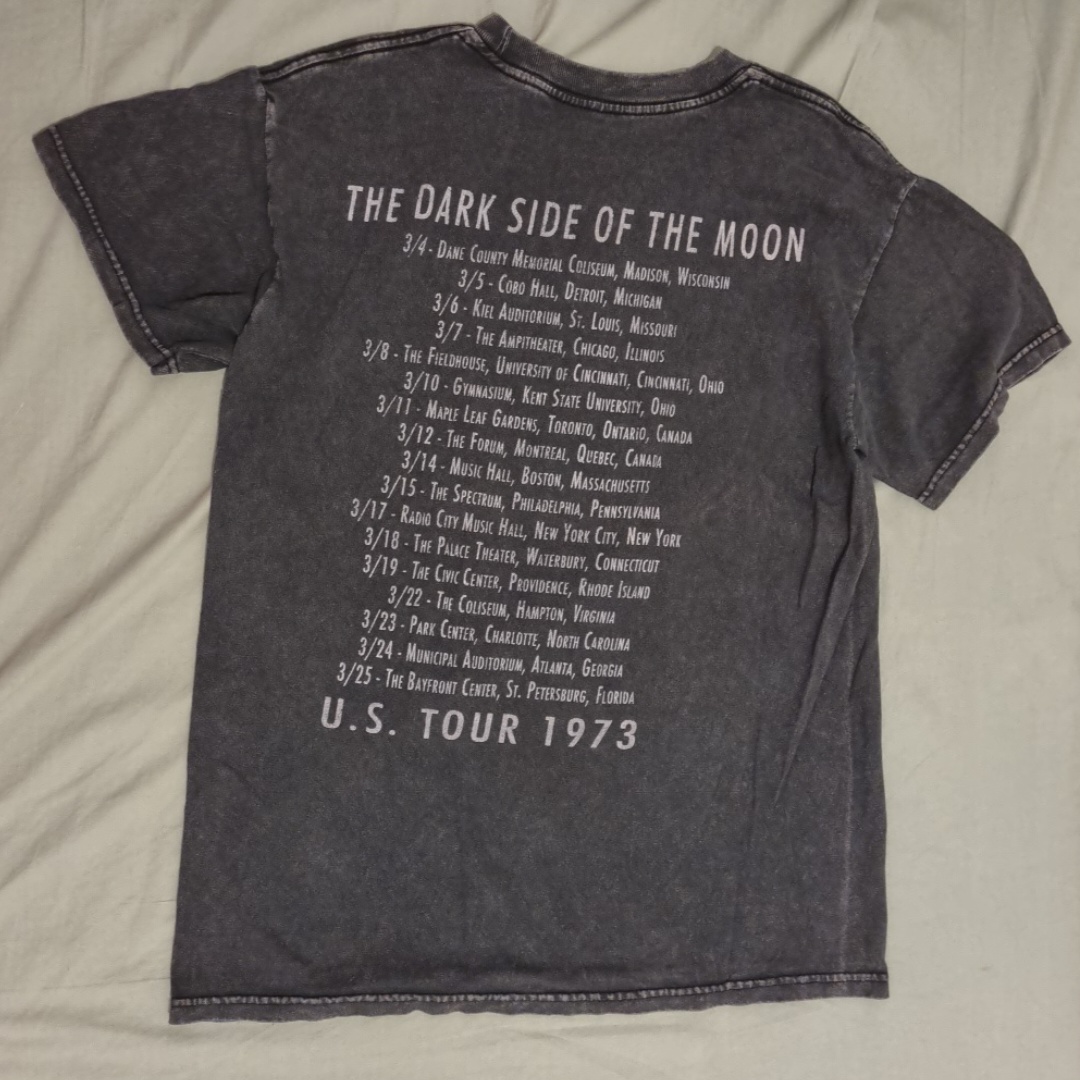 THE DARK SIDE OF THE MOON
3/4 - DANE COUNTY MEMORIAL COLISEUM, MADISON, WISCONSIN
3/5 - COBO HALL, DETROIT, MICHIGAN
3/6 - KIEL AUDITORIUM, ST. LOUIS, MISSOURI
3/7 - THE AMPITHEATER, CHICAGO, ILLINOIS
3/8 - THE FIELDHOUSE, UNIVERSITY OF CINCINNATI, CINCINNATI, OHIO
3/10 - GYMNASIUM, KENT STATE UNIVERSITY, OHIO
3/11 - MAPLE LEAF GARDENS, TORONTO, ONTARIO, CANADA
3/12 - THE FORUM, MONTREAL, QUEBEC, CANADA
3/14 - MUSIC HALL, BOSTON, MASSACHUSETTS
3/15 - THE SPECTRUM, PHILADELPHIA, PENNSYLVANIA
3/17 - RADIO CITY MUSIC HALL, NEW YORK CITY, NEW YORK
3/18 - THE PALACE THEATER, WATERBURY, CONNECTICUT
3/19 - THE CIVIC CENTER, PROVIDENCE, RHODE ISLAND
3/22 - THE COLISEUM, HAMPTON, VIRGINIA
3/23 - PARK CENTER, CHARLOTTE, NORTH CAROLINA
3/24 - MUNICIPAL AUDITORIUM, ATLANTA, GEORGIA
3/25 - THE BAYFRONT CENTER, ST. PETERSBURG, FLORIDA
U.S. TOUR 1973